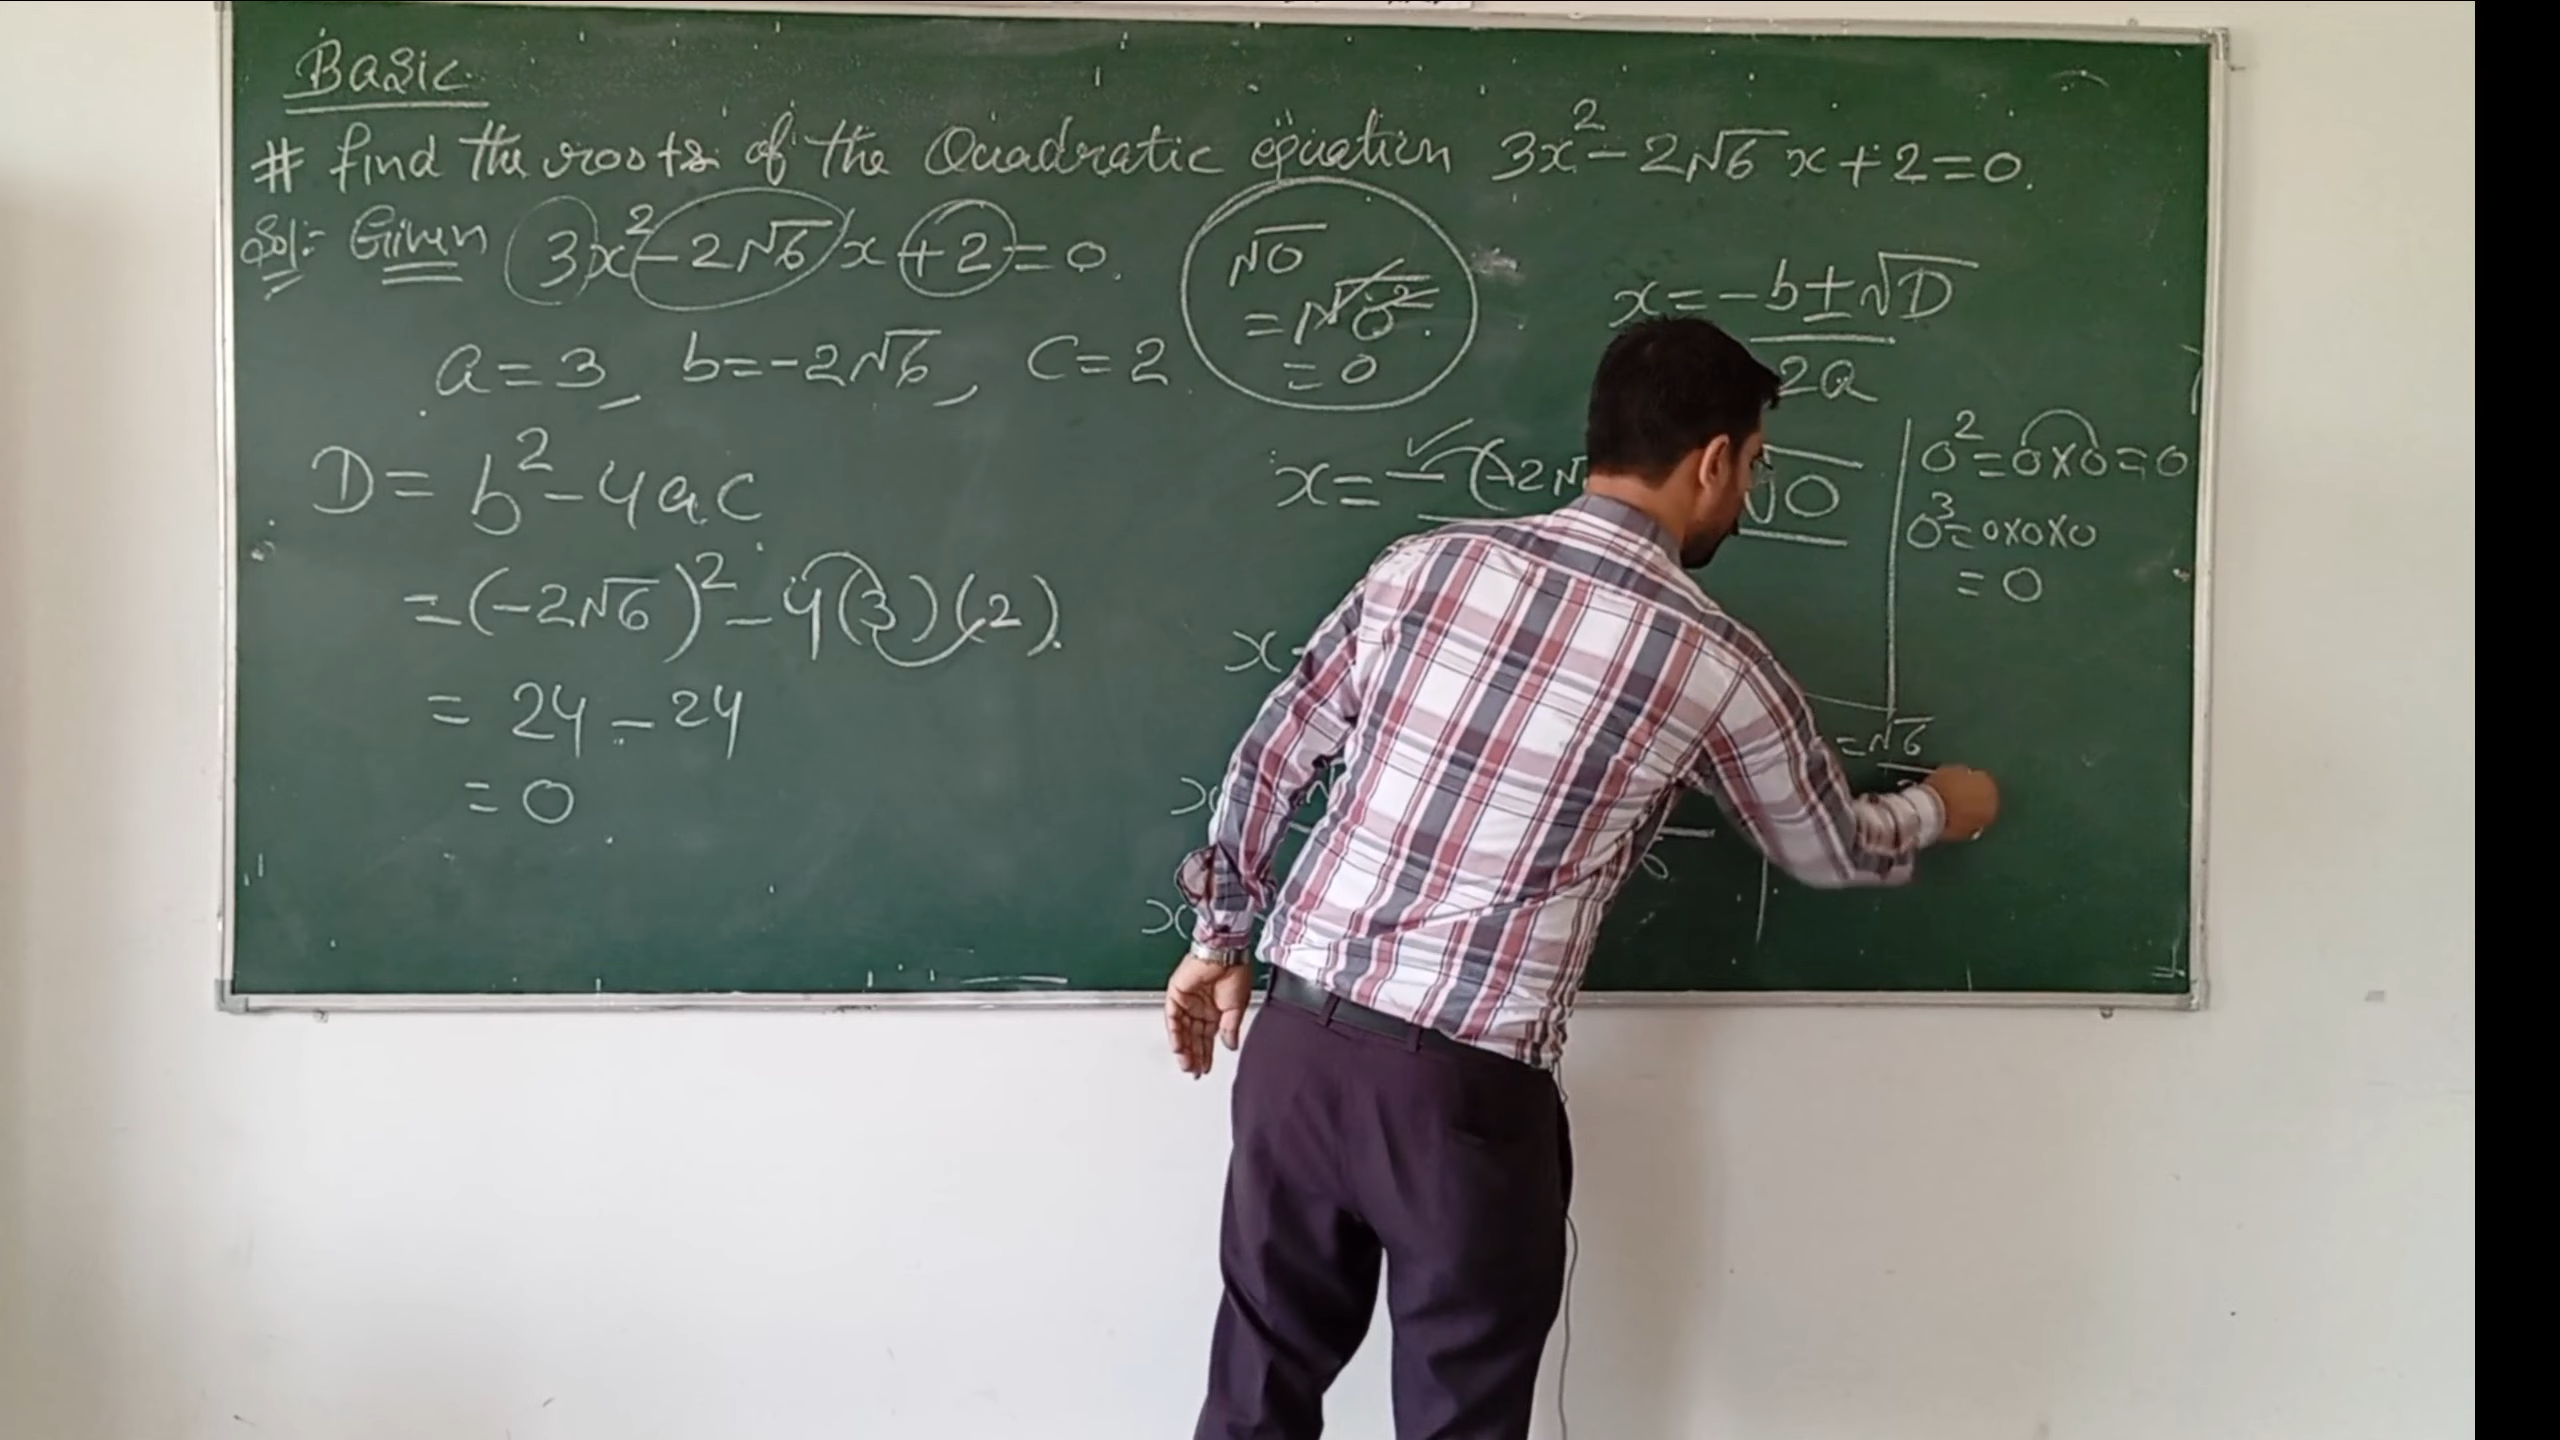 Basic
# find the roots of the Quadratic equation 3x² - 2√6 x + 2 = 0.
Sol:- Given 3x² - 2√6 x + 2 = 0.
a = 3, b = -2√6, c = 2
D = b² - 4ac
= (-2√6)² - 4(3)(2).
= 24 - 24
= 0
√0
= √0²
= 0
x = -b ± √D
2a
x = -(-2√ √0
x
x
6
x
0² = 0x0 = 0
0³ = 0x0x0
= 0
= √6